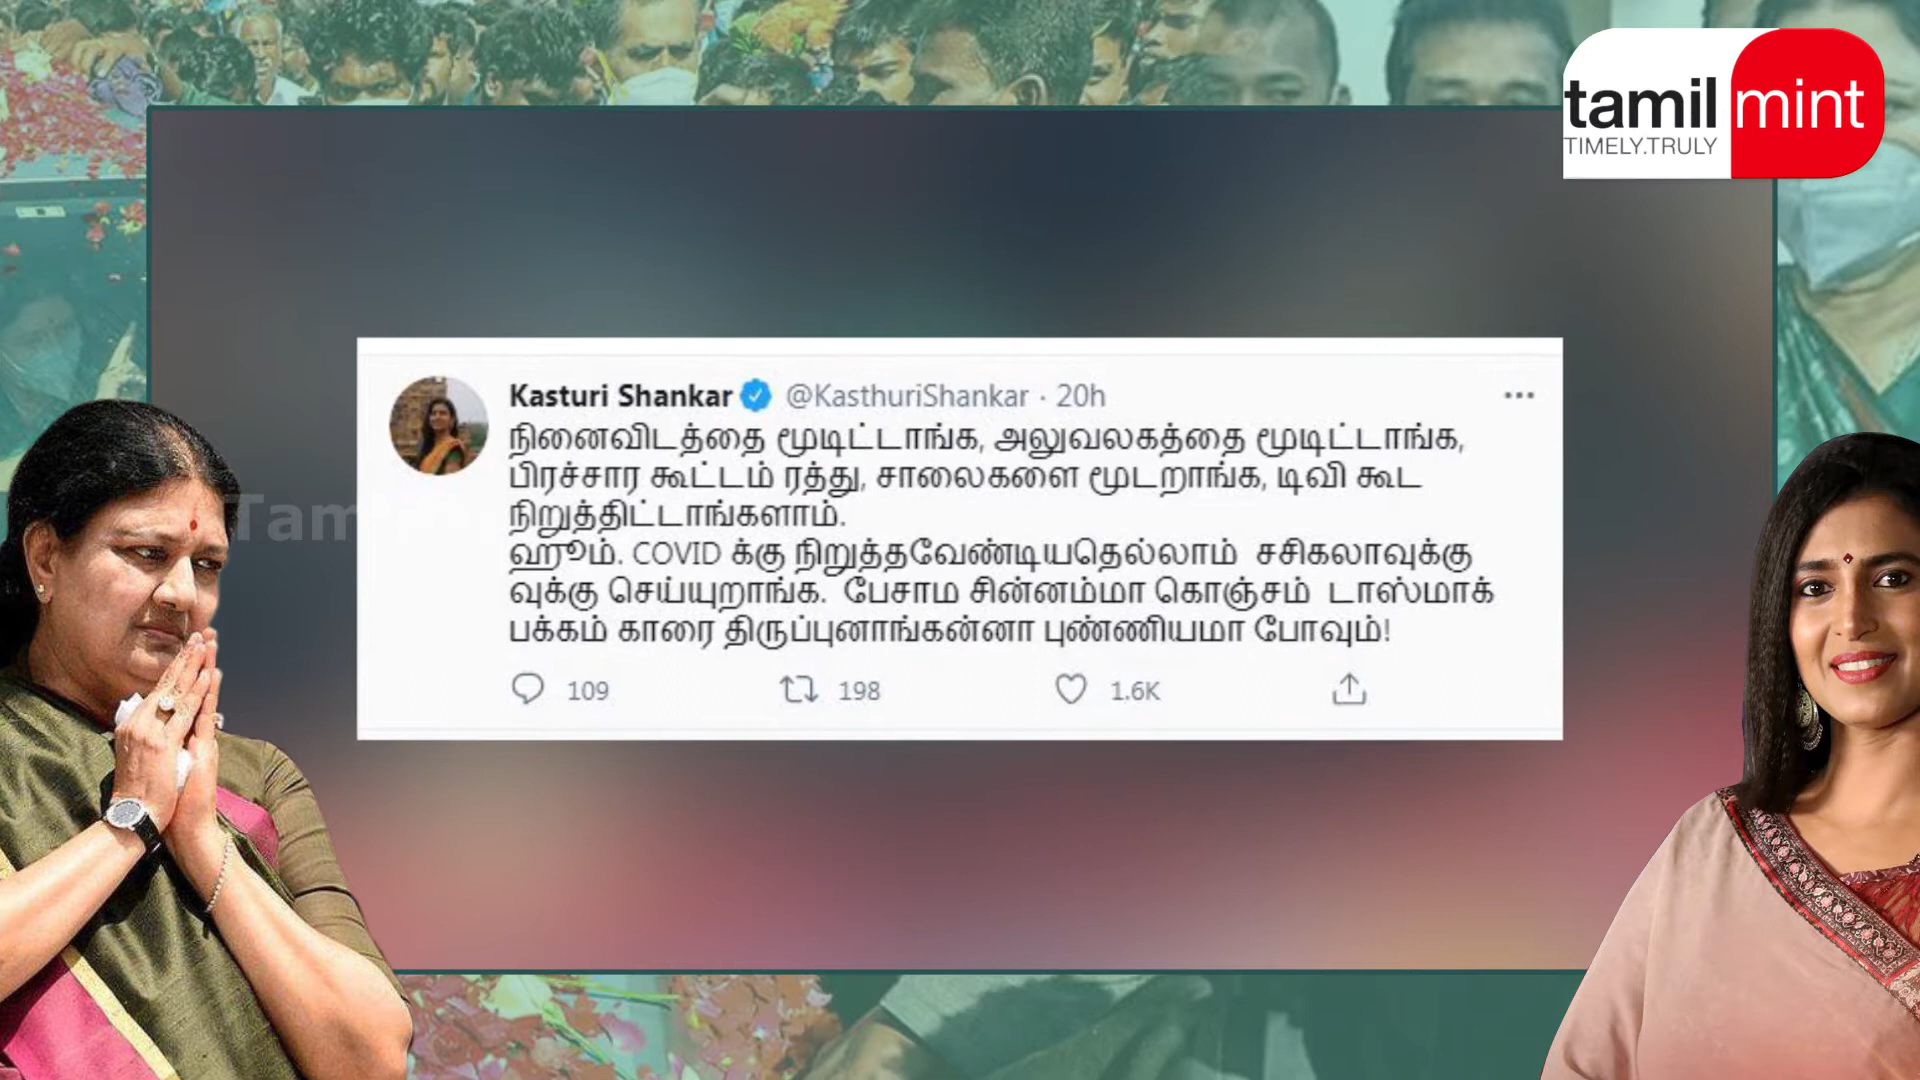 tamil mint
TIMELY.TRULY
Kasturi Shankar @KasthuriShankar · 20h
நினைவிடத்தை மூடிட்டாங்க, அலுவலகத்தை மூடிட்டாங்க,
பிரச்சார கூட்டம் ரத்து, சாலைகளை மூடறாங்க, டிவி கூட
நிறுத்திட்டாங்களாம்.
ஹூம். COVID க்கு நிறுத்தவேண்டியதெல்லாம் சசிகலாவுக்கு
வுக்கு செய்யுறாங்க. பேசாம சின்னம்மா கொஞ்சம் டாஸ்மாக்
பக்கம் காரை திருப்புனாங்கன்னா புண்ணியமா போவும்!
109 198 1.6K